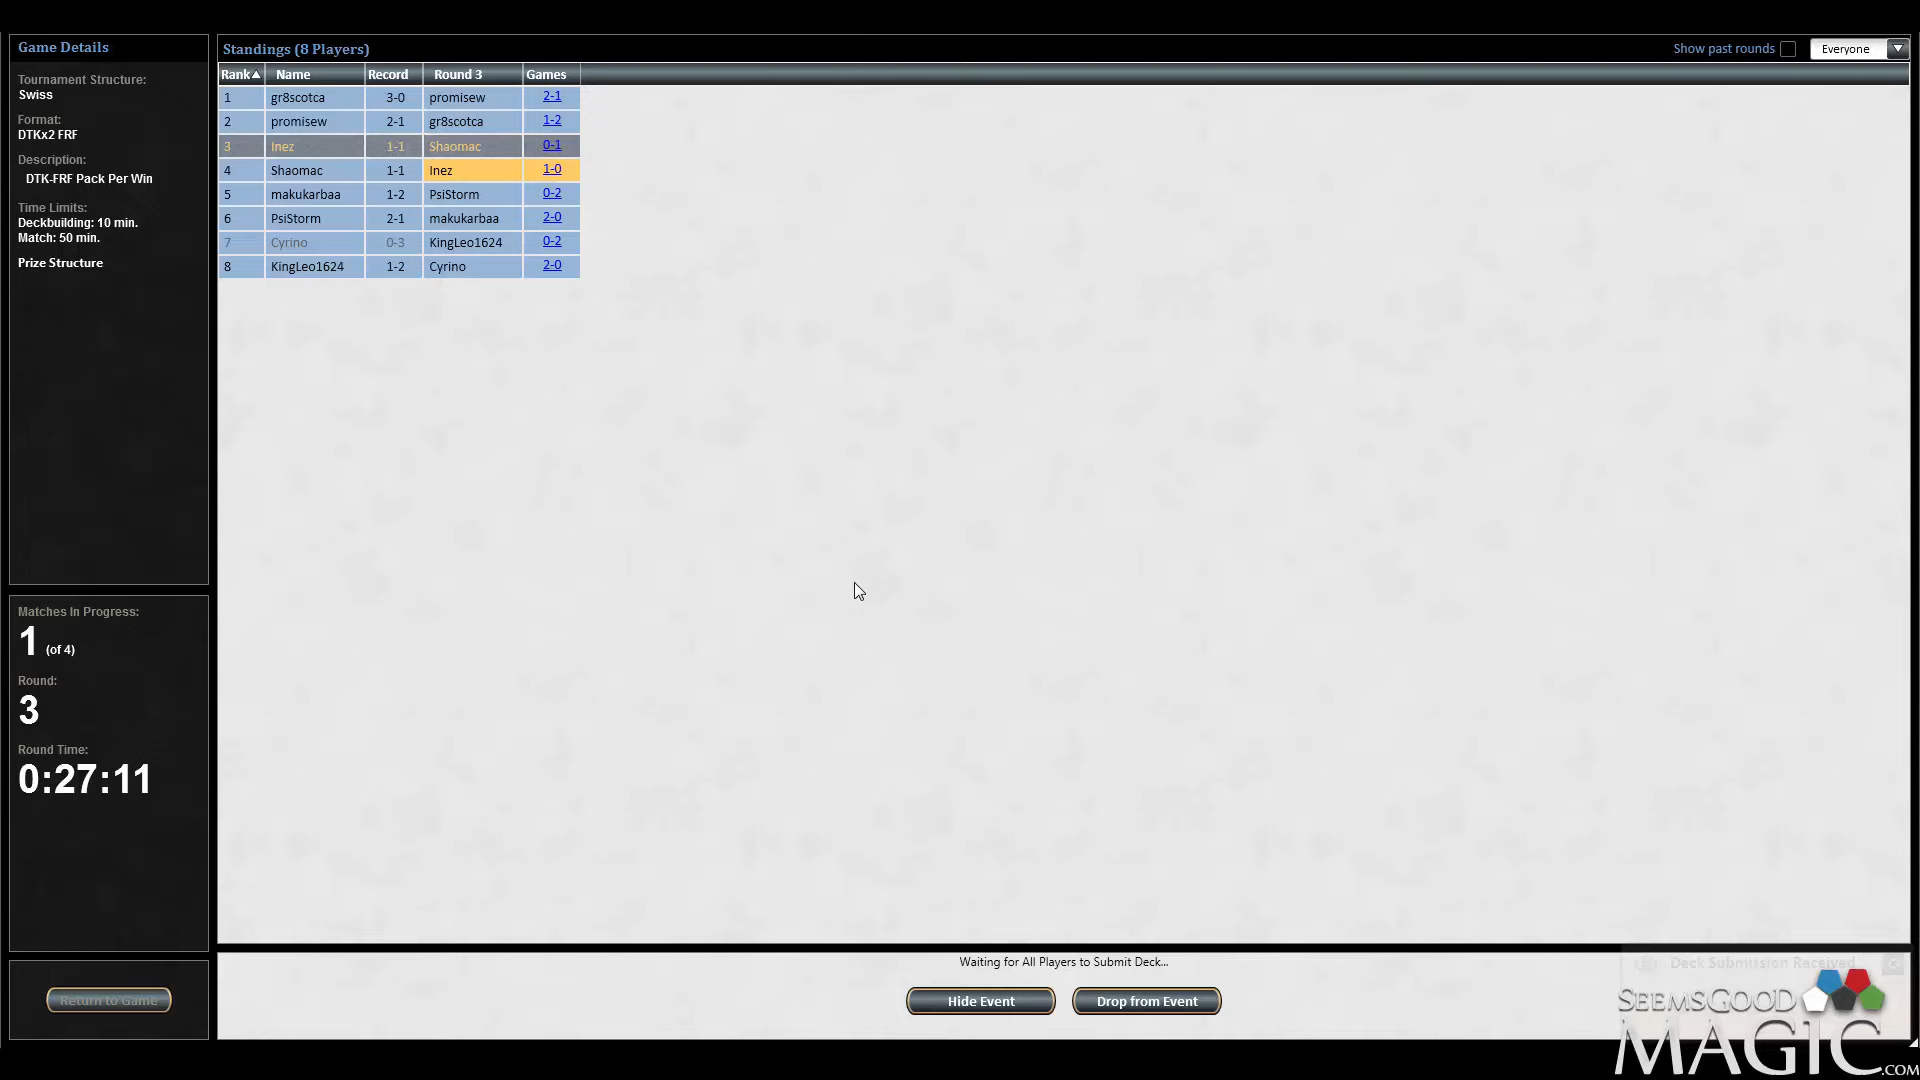 Game Details
Tournament Structure:
Swiss
Format:
DTKx2 FRF
Description:
DTK-FRF Pack Per Win
Time Limits:
Deckbuilding: 10 min.
Match: 50 min.
Prize Structure
Standings (8 Players)
Show past rounds
Everyone
Rank Name Record Round 3 Games
1 gr8scotca 3-0 promisew 2-1
2 promisew 2-1 gr8scotca 1-2
3 Inez 1-1 Shaomac 0-1
4 Shaomac 1-1 Inez 1-0
5 makukarbaa 1-2 PsiStorm 0-2
6 PsiStorm 2-1 makukarbaa 2-0
7 Cyrino 0-3 KingLeo1624 0-2
8 KingLeo1624 1-2 Cyrino 2-0
Matches In Progress:
1 (of 4)
Round:
3
Round Time:
0:27:11
Return to Game
Waiting for All Players to Submit Deck...
Hide Event
Drop from Event
Deck Submission Received
SEEMSGOOD
MAGIC.COM